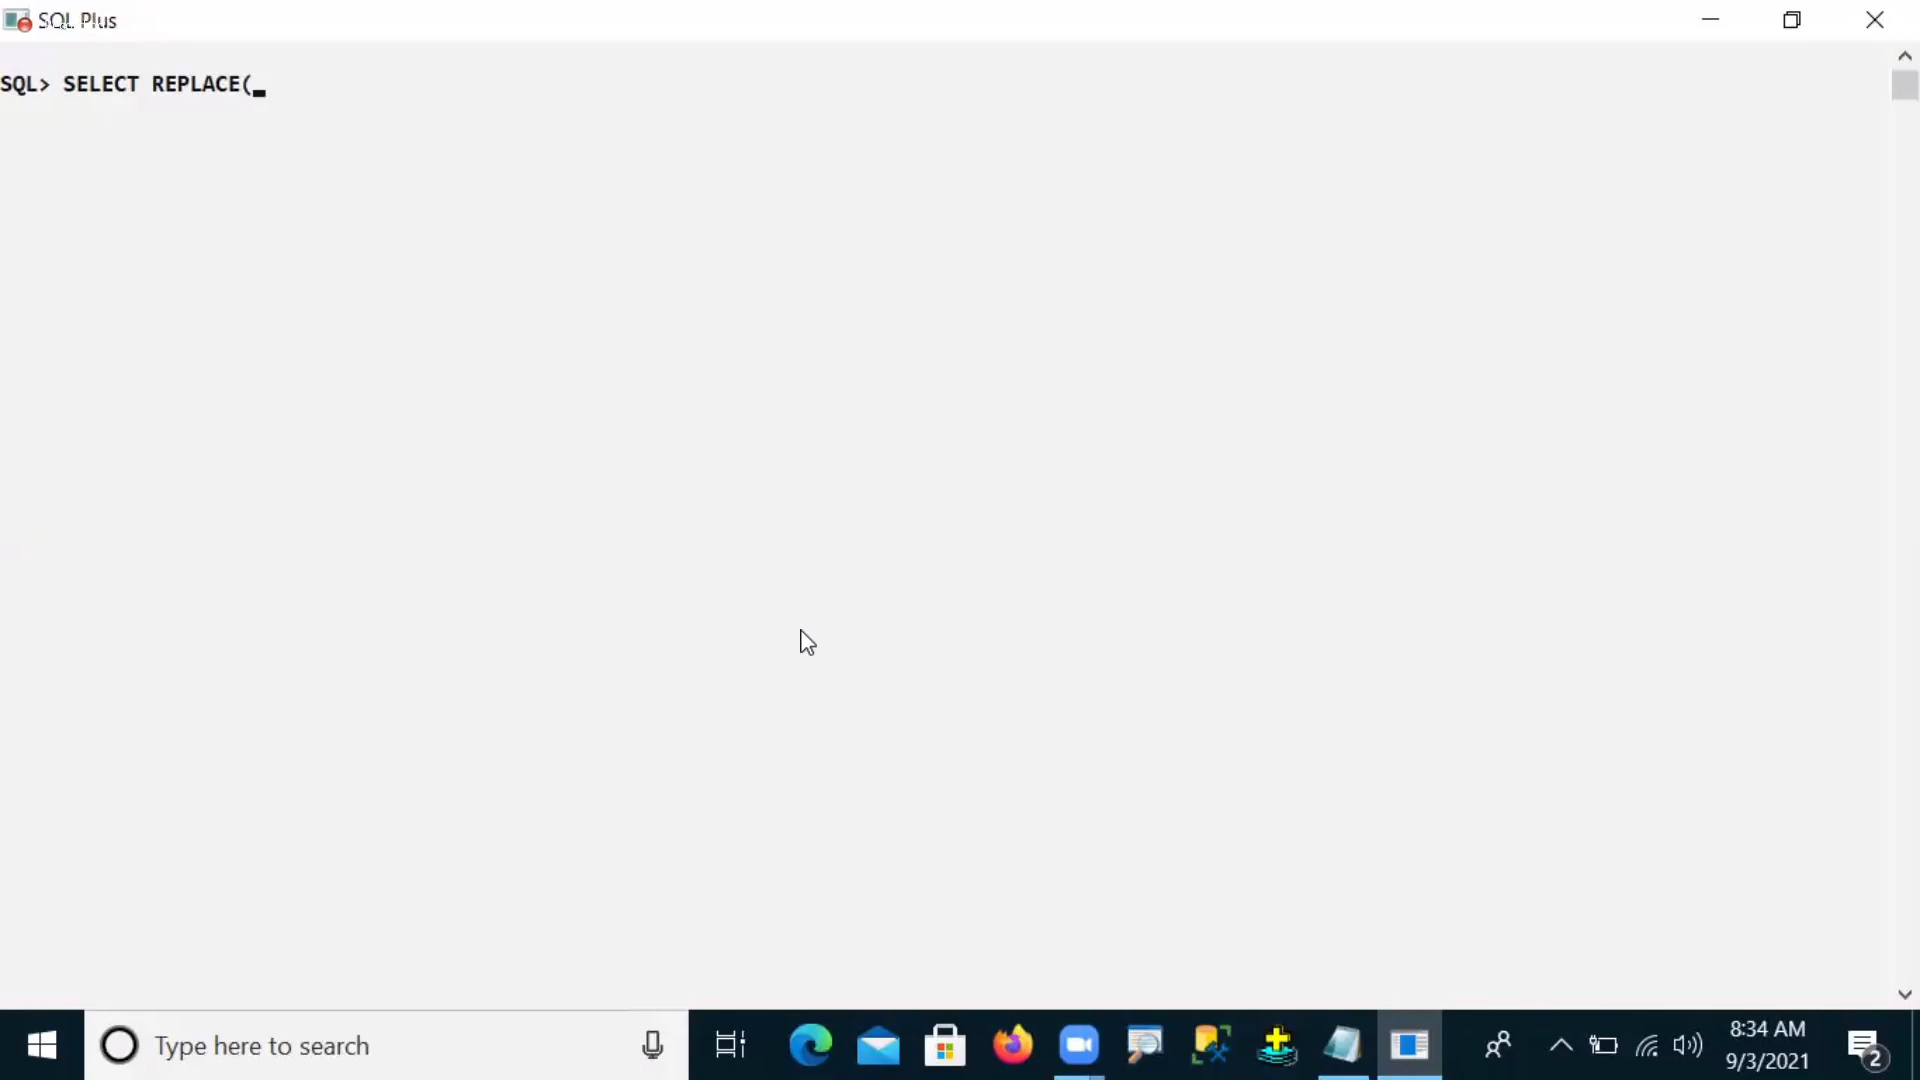 SQL Plus
SQL> SELECT REPLACE(
Type here to search
8:34 AM
9/3/2021
2